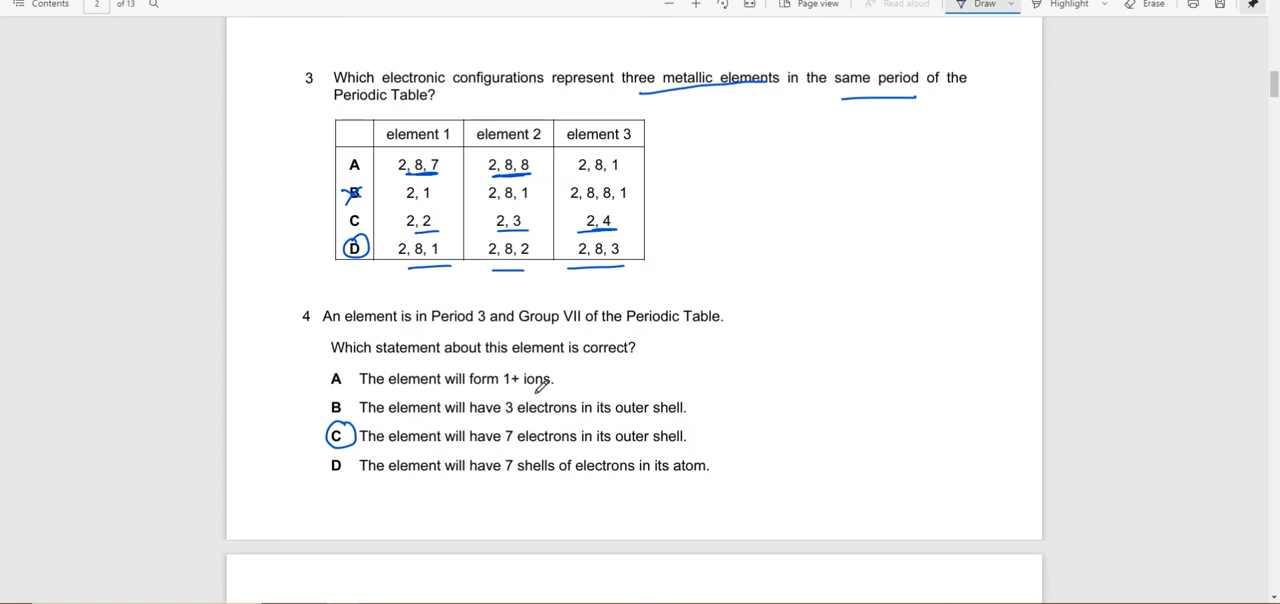 Contents 2 of 13 Page view Read aloud Draw Highlight Erase
3 Which electronic configurations represent three metallic elements in the same period of the
Periodic Table?
element 1 element 2 element 3
A 2, 8, 7 2, 8, 8 2, 8, 1
B 2, 1 2, 8, 1 2, 8, 8, 1
C 2, 2 2, 3 2, 4
D 2, 8, 1 2, 8, 2 2, 8, 3
4 An element is in Period 3 and Group VII of the Periodic Table.
Which statement about this element is correct?
A The element will form 1+ ions.
B The element will have 3 electrons in its outer shell.
C The element will have 7 electrons in its outer shell.
D The element will have 7 shells of electrons in its atom.